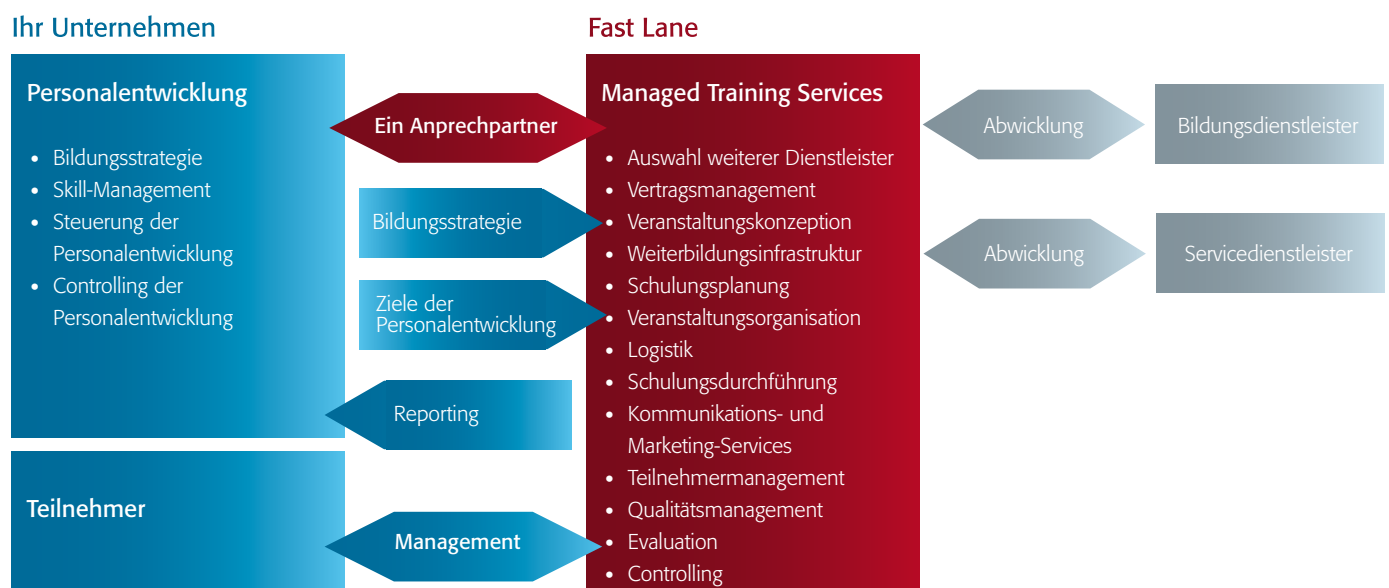 Ihr Unternehmen
Personalentwicklung
• Bildungsstrategie
• Skill-Management
• Steuerung der
Personalentwicklung
• Controlling der
Personalentwicklung
Teilnehmer
Ein Anprechpartner
Bildungsstrategie
Ziele der
Personalentwicklung
Reporting
Management
Fast Lane
Managed Training Services
• Auswahl weiterer Dienstleister
• Vertragsmanagement
• Veranstaltungskonzeption
• Weiterbildungsinfrastruktur
• Schulungsplanung
• Veranstaltungsorganisation
• Logistik
• Schulungsdurchführung
• Kommunikations- und
Marketing-Services
• Teilnehmermanagement
• Qualitätsmanagement
• Evaluation
• Controlling
Abwicklung
Bildungsdienstleister
Abwicklung
Servicedienstleister